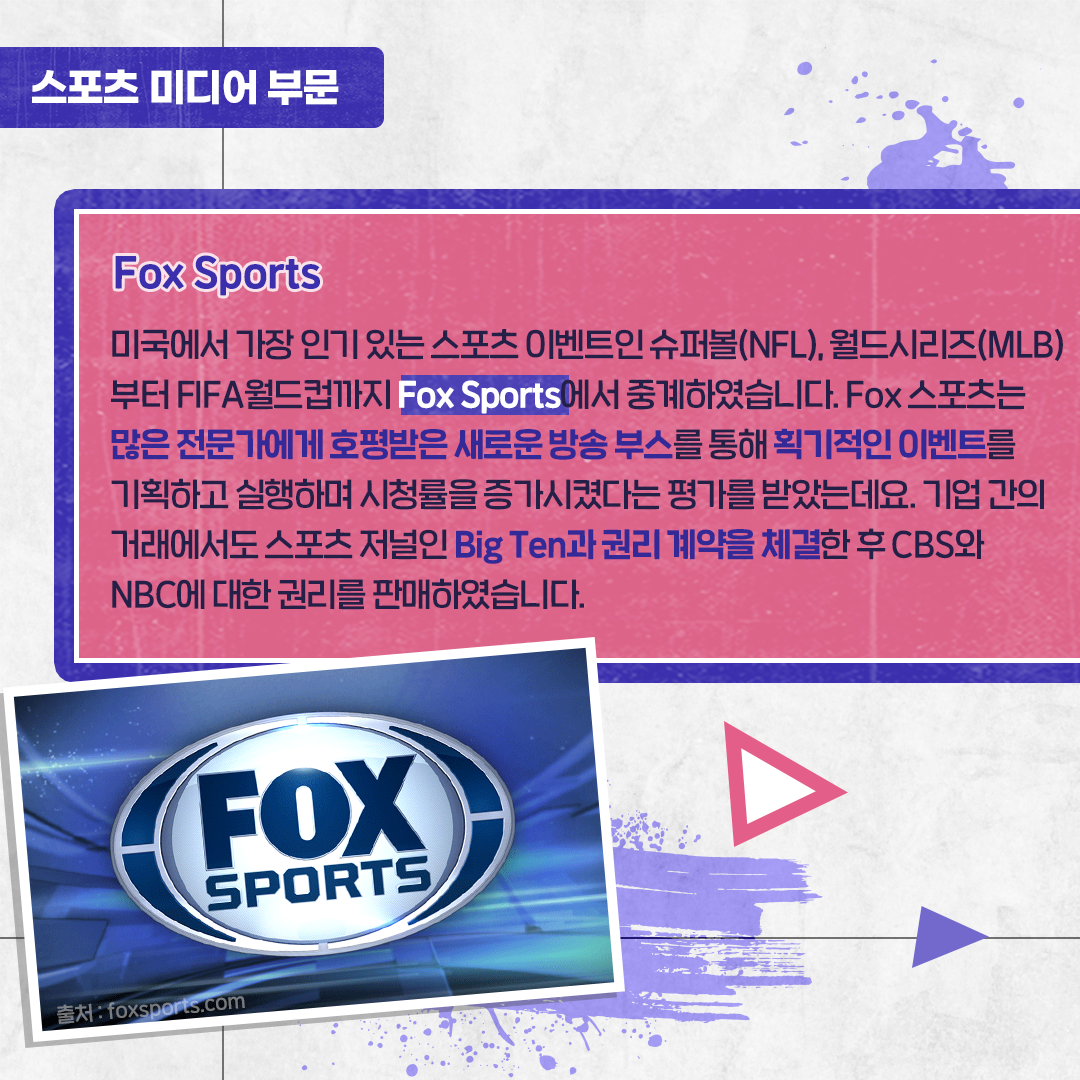 스포츠 미디어 부문
Fox Sports
미국에서 가장 인기 있는 스포츠 이벤트인 슈퍼볼(NFL), 월드시리즈(MLB)
부터 FIFA월드컵까지 Fox Sports에서 중계하였습니다. Fox 스포츠는
많은 전문가에게 호평받은 새로운 방송 부스를 통해 획기적인 이벤트를
기획하고 실행하며 시청률을 증가시켰다는 평가를 받았는데요. 기업 간의
거래에서도 스포츠 저널인 Big Ten과 권리 계약을 체결한 후 CBS와
NBC에 대한 권리를 판매하였습니다.
FOX
SPORTS
출처 : foxsports.com